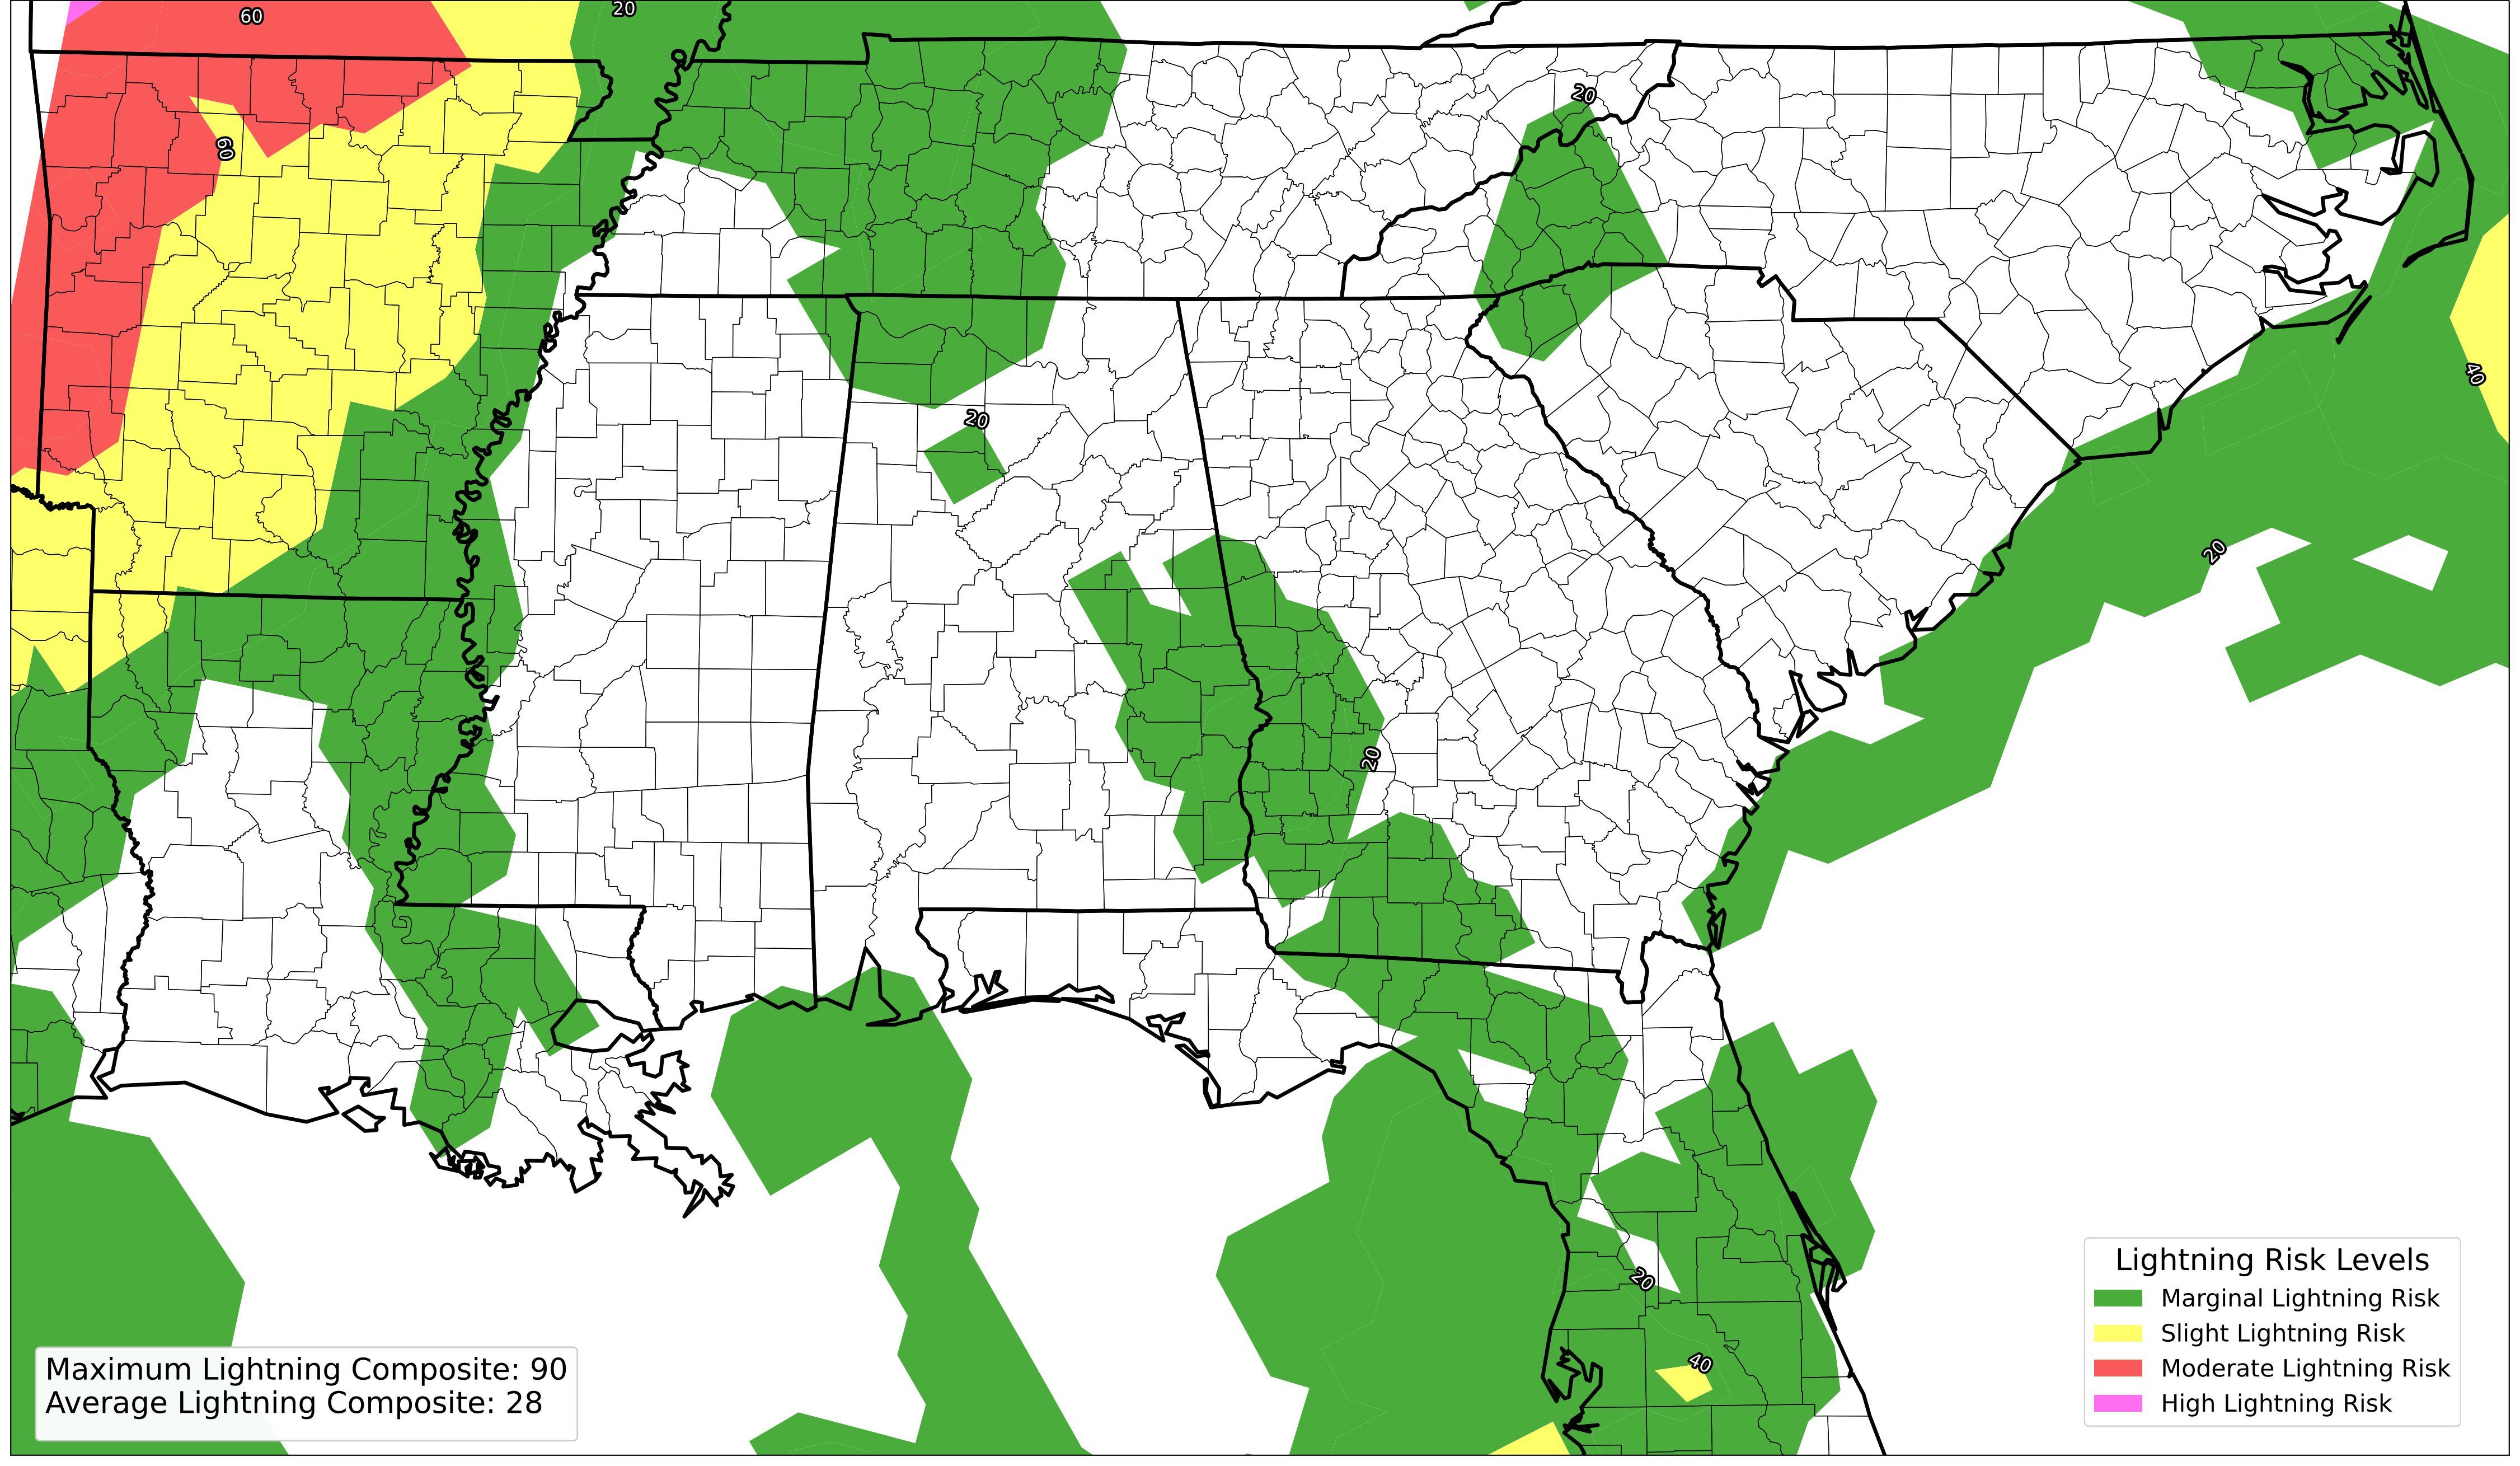 60
20
20
60
40
20
20
20
20
40
Lightning Risk Levels
Marginal Lightning Risk
Slight Lightning Risk
Moderate Lightning Risk
High Lightning Risk
Maximum Lightning Composite: 90
Average Lightning Composite: 28